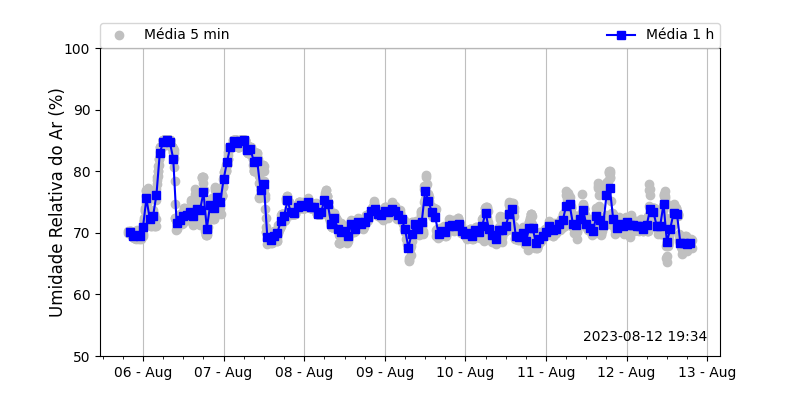 Média 5 min
Média 1 h
Umidade Relativa do Ar (%)
100
90
80
70
60
50
2023-08-12 19:34
06 - Aug
07 - Aug
08 - Aug
09 - Aug
10 - Aug
11 - Aug
12 - Aug
13 - Aug